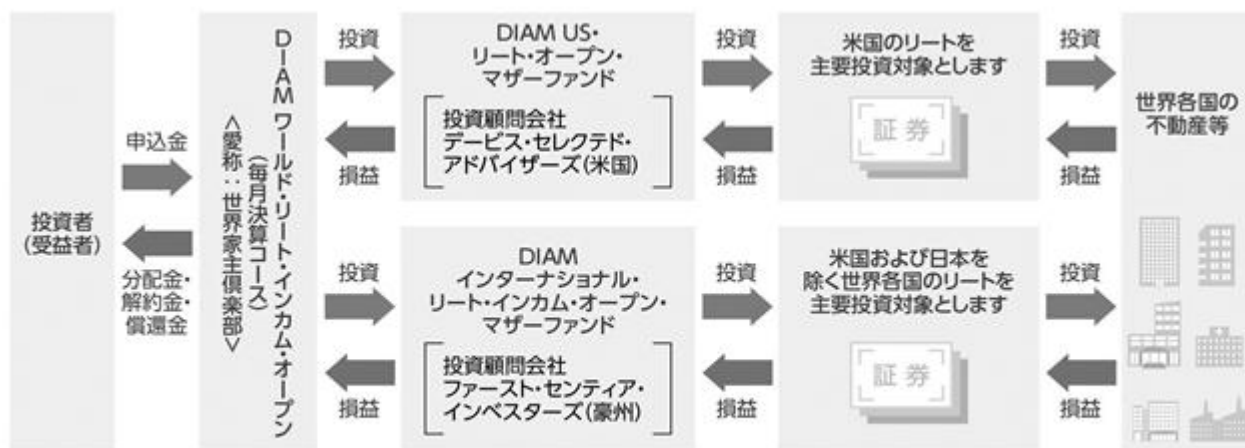 投資者
(受益者)
申込金
分配金・
解約金・
償還金
DIAMワールド・リート・インカム・オープン
(毎月決算コース)
<愛称:世界家主倶楽部>
投資
損益
DIAM US・
リート・オープン・
マザーファンド
投資顧問会社
デービス・セレクテド・
アドバイザーズ(米国)
投資
損益
米国のリートを
主要投資対象とします
証券
投資
損益
投資
損益
DIAM
インターナショナル・
リート・インカム・オープン・
マザーファンド
投資顧問会社
ファースト・センティア・
インベスターズ(豪州)
投資
損益
米国および日本を
除く世界各国のリートを
主要投資対象とします
証券
投資
損益
世界各国の
不動産等